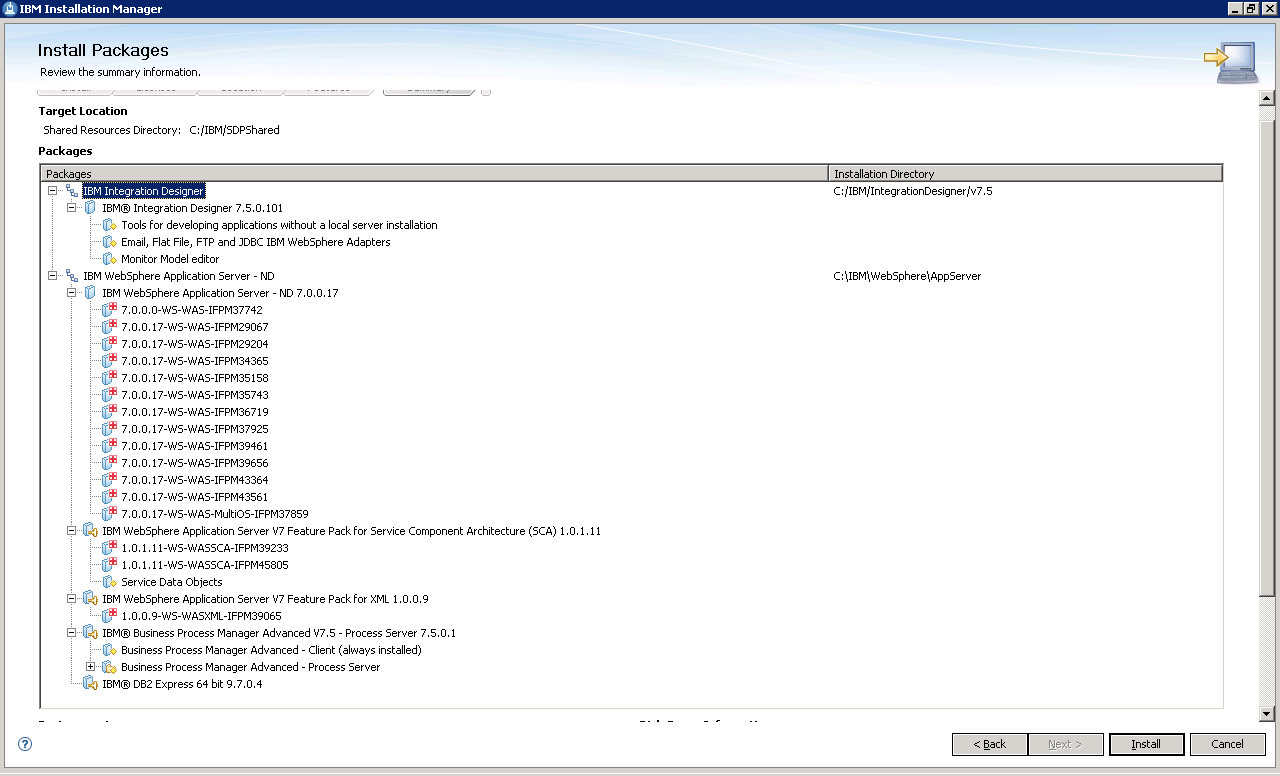 IBM Installation Manager
Install Packages
Review the summary information.
Install Licenses Location Features Summary
Target Location
Shared Resources Directory: C:/IBM/SDPShared
Packages
Packages Installation Directory
IBM Integration Designer C:/IBM/IntegrationDesigner/v7.5
IBM® Integration Designer 7.5.0.101
Tools for developing applications without a local server installation
Email, Flat File, FTP and JDBC IBM WebSphere Adapters
Monitor Model editor
IBM WebSphere Application Server - ND C:\IBM\WebSphere\AppServer
IBM WebSphere Application Server - ND 7.0.0.17
7.0.0.0-WS-WAS-IFPM37742
7.0.0.17-WS-WAS-IFPM29067
7.0.0.17-WS-WAS-IFPM29204
7.0.0.17-WS-WAS-IFPM34365
7.0.0.17-WS-WAS-IFPM35158
7.0.0.17-WS-WAS-IFPM35743
7.0.0.17-WS-WAS-IFPM36719
7.0.0.17-WS-WAS-IFPM37925
7.0.0.17-WS-WAS-IFPM39461
7.0.0.17-WS-WAS-IFPM39656
7.0.0.17-WS-WAS-IFPM43364
7.0.0.17-WS-WAS-IFPM43561
7.0.0.17-WS-WAS-MultiOS-IFPM37859
IBM WebSphere Application Server V7 Feature Pack for Service Component Architecture (SCA) 1.0.1.11
1.0.1.11-WS-WASSCA-IFPM39233
1.0.1.11-WS-WASSCA-IFPM45805
Service Data Objects
IBM WebSphere Application Server V7 Feature Pack for XML 1.0.0.9
1.0.0.9-WS-WASXML-IFPM39065
IBM® Business Process Manager Advanced V7.5 - Process Server 7.5.0.1
Business Process Manager Advanced - Client (always installed)
Business Process Manager Advanced - Process Server
IBM® DB2 Express 64 bit 9.7.0.4
< Back Next > Install Cancel